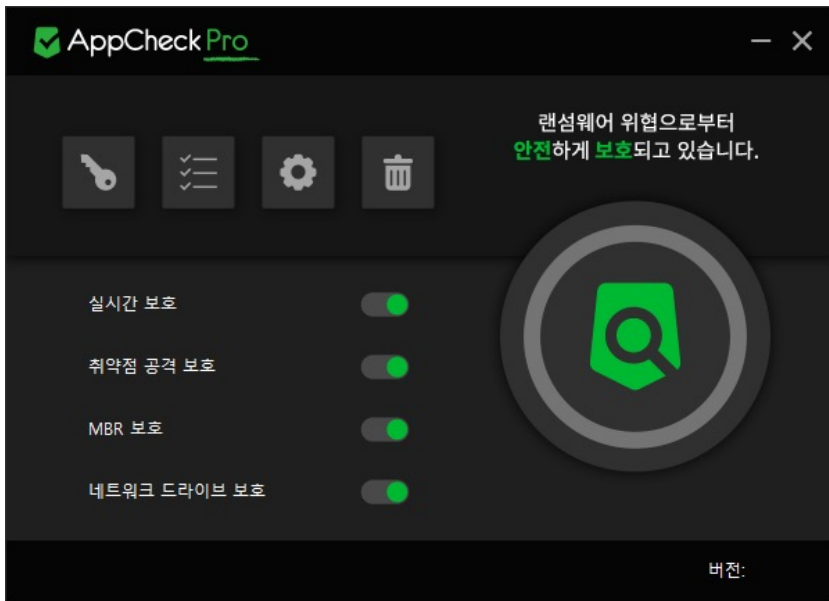 AppCheck Pro
랜섬웨어 위협으로부터
안전하게 보호되고 있습니다.
실시간 보호
취약점 공격 보호
MBR 보호
네트워크 드라이브 보호
버전: